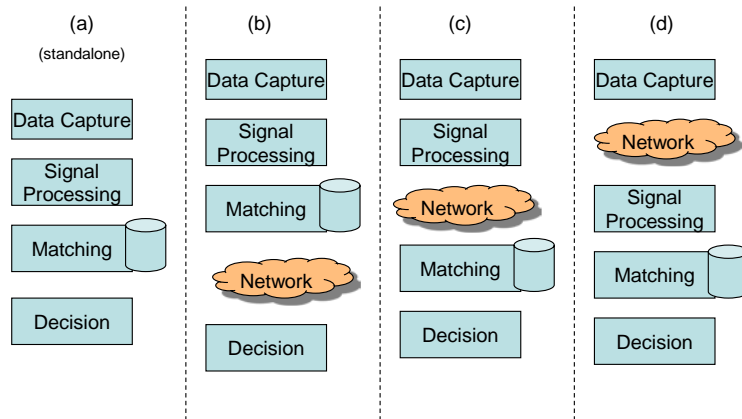 (a)
(standalone)
Data Capture
Signal
Processing
Matching
Decision
(b)
Data Capture
Signal
Processing
Matching
Network
Decision
(c)
Data Capture
Signal
Processing
Network
Matching
Decision
(d)
Data Capture
Network
Signal
Processing
Matching
Decision